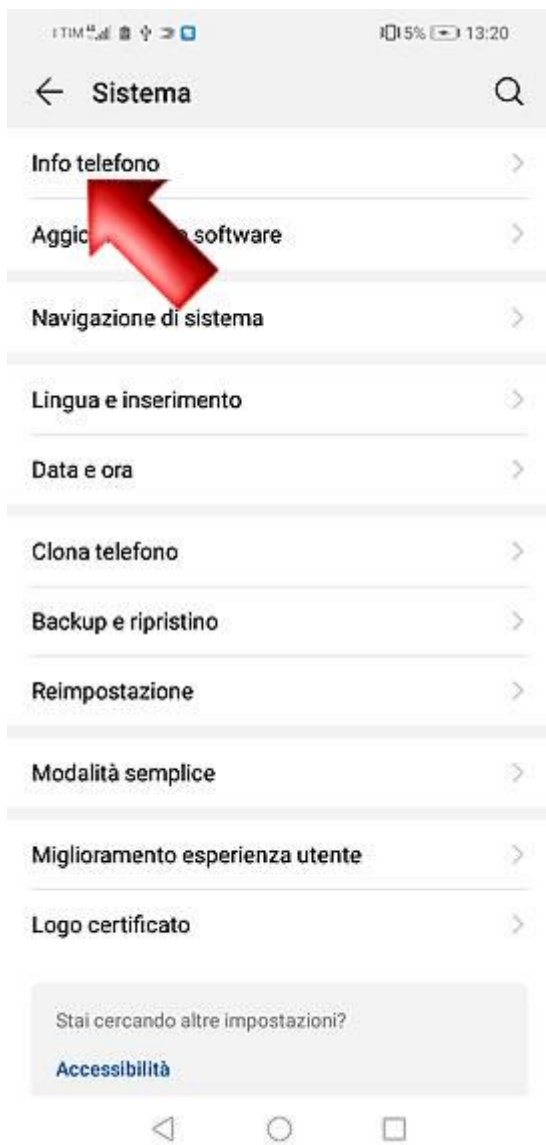 TIM 5% 13:20
Sistema
Info telefono
software
Navigazione di sistema
Lingua e inserimento
Data e ora
Clona telefono
Backup e ripristino
Reimpostazione
Modalità semplice
Miglioramento esperienza utente
Logo certificato
Stai cercando altre impostazioni?
Accessibilità